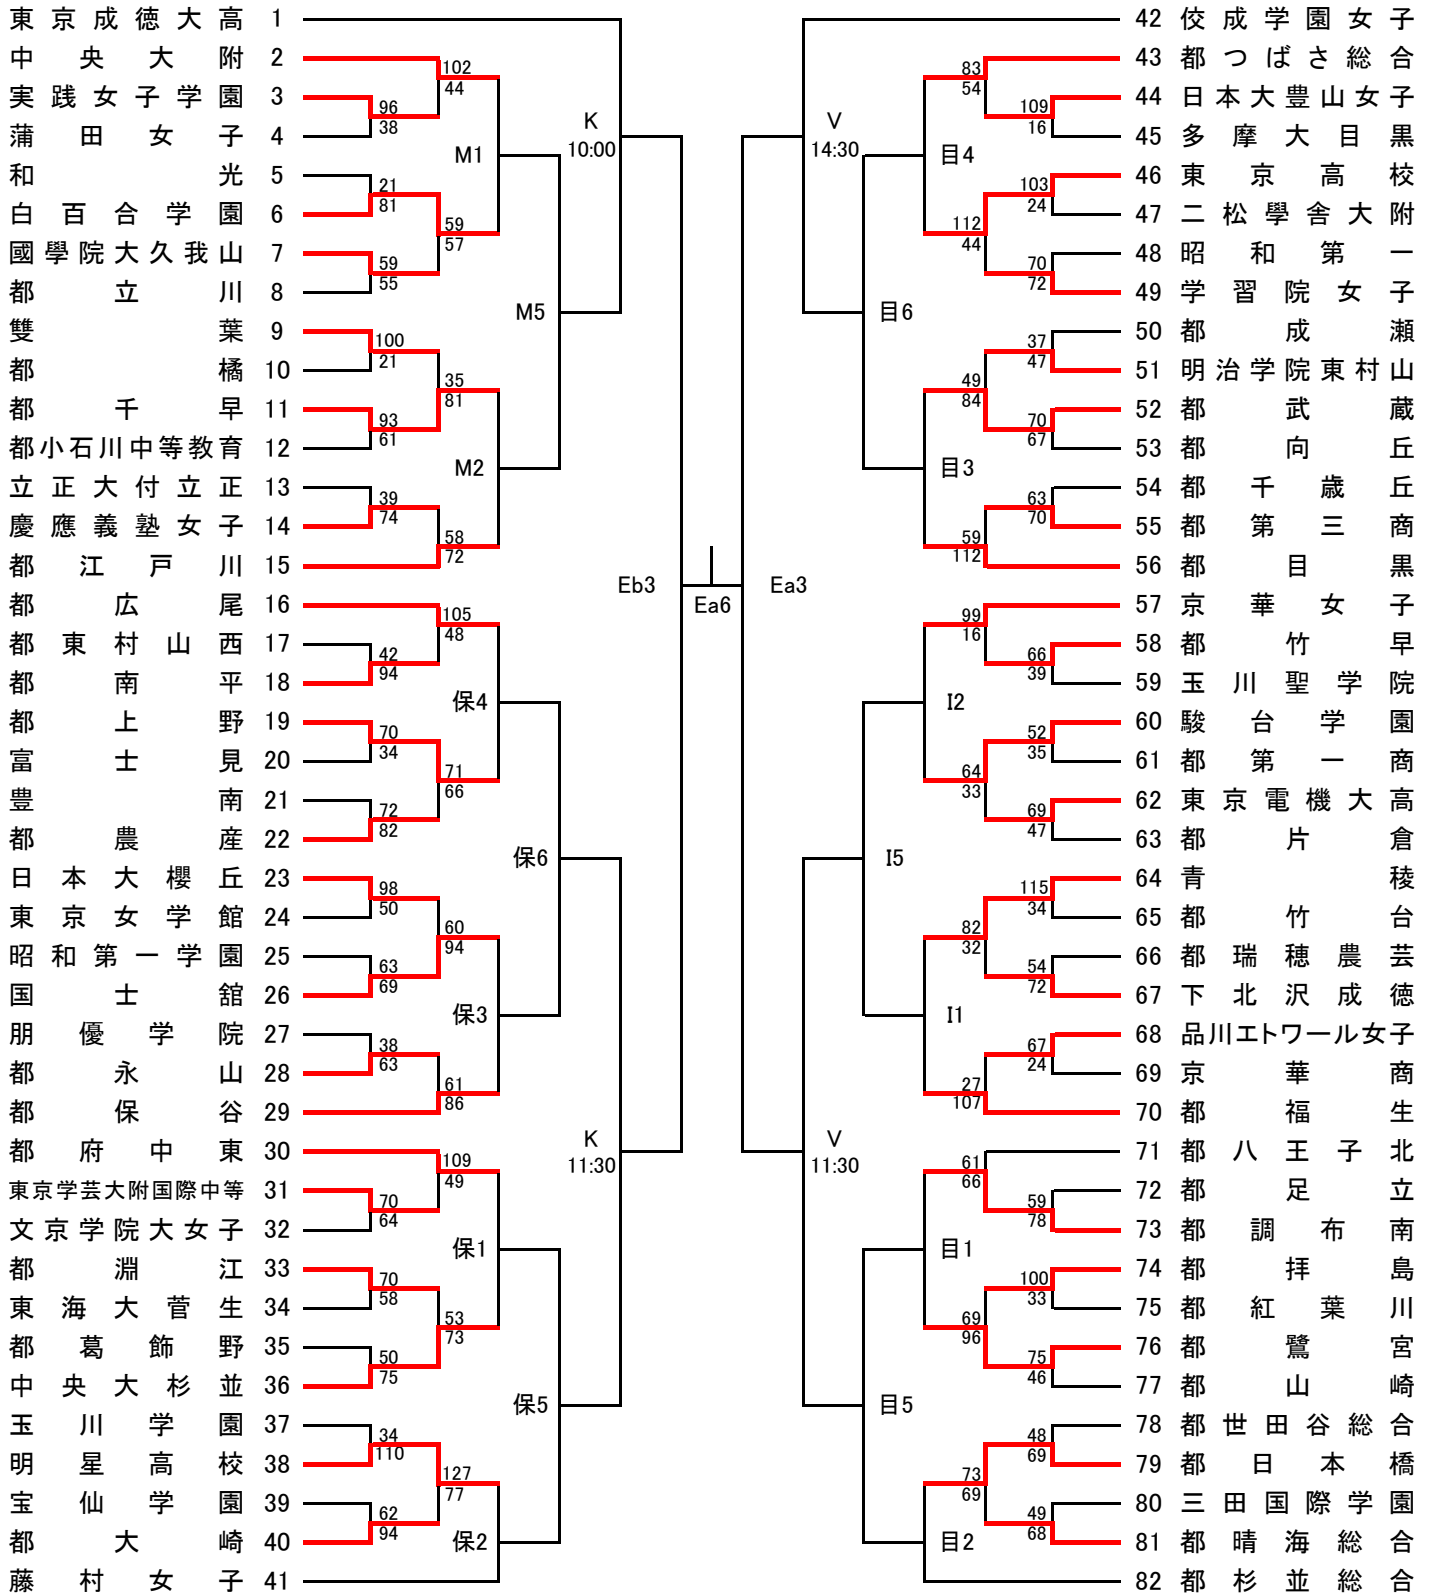 東京成徳大高 1
中央大附 2
実践女子学園 3
蒲田女子 4
和光 5
白百合学園 6
國學院大久我山 7
都立川 8
雙葉 9
都橘 10
都千早 11
都小石川中等教育 12
立正大付立正 13
慶應義塾女子 14
都江戸川 15
都広尾 16
都東村山西 17
都南平 18
都上野 19
富士見 20
豊南 21
都農産 22
日本大櫻丘 23
東京女学館 24
昭和第一学園 25
国士舘 26
朋優学院 27
都永山 28
都保谷 29
都府中東 30
東京学芸大附国際中等 31
文京学院大女子 32
都淵江 33
東海大菅生 34
都葛飾野 35
中央大杉並 36
玉川学園 37
明星高校 38
宝仙学園 39
都大崎 40
藤村女子 41
96
38
21
81
59
55
100
21
93
61
39
74
42
94
70
34
72
82
98
50
63
69
38
63
70
64
70
58
50
75
34
110
62
94
102
44
59
57
35
81
58
72
105
48
71
66
60
94
61
86
109
49
53
73
127
77
M1
M2
保4
保3
保1
保2
M5
保6
保5
K
10:00
K
11:30
Eb3
Ea6
Ea3
V
14:30
V
11:30
目6
I5
目5
目4
目3
I2
I1
目1
目2
83
54
112
44
49
84
59
112
99
16
64
33
82
32
27
107
61
66
69
96
73
69
109
16
103
24
70
72
37
47
70
67
63
70
66
39
52
35
69
47
115
34
54
72
67
24
59
78
100
33
75
46
48
69
49
68
42 佼成学園女子
43 都つばさ総合
44 日本大豊山女子
45 多摩大目黒
46 東京高校
47 二松學舎大附
48 昭和第一
49 学習院女子
50 都成瀬
51 明治学院東村山
52 都武蔵
53 都向丘
54 都千歳丘
55 都第三商
56 都目黒
57 京華女子
58 都竹早
59 玉川聖学院
60 駿台学園
61 都第一商
62 東京電機大高
63 都片倉
64 青稜
65 都竹台
66 都瑞穂農芸
67 下北沢成徳
68 品川エトワール女子
69 京華商
70 都福生
71 都八王子北
72 都足立
73 都調布南
74 都拝島
75 都紅葉川
76 都鷺宮
77 都山崎
78 都世田谷総合
79 都日本橋
80 三田国際学園
81 都晴海総合
82 都杉並総合